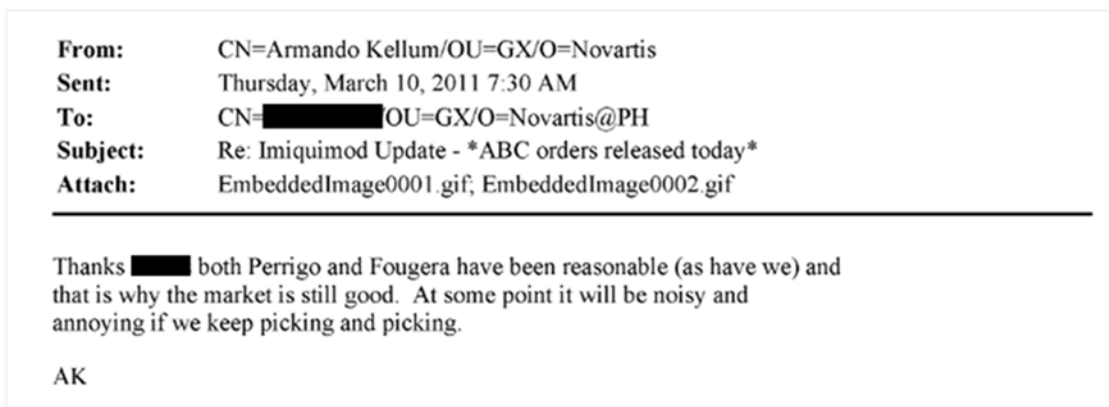 From: CN=Armando Kellum/OU=GX/O=Novartis
Sent: Thursday, March 10, 2011 7:30 AM
To: CN= /OU=GX/O=Novartis@PH
Subject: Re: Imiquimod Update - *ABC orders released today*
Attach: EmbeddedImage0001.gif; EmbeddedImage0002.gif
Thanks both Perrigo and Fougera have been reasonable (as have we) and
that is why the market is still good. At some point it will be noisy and
annoying if we keep picking and picking.
AK